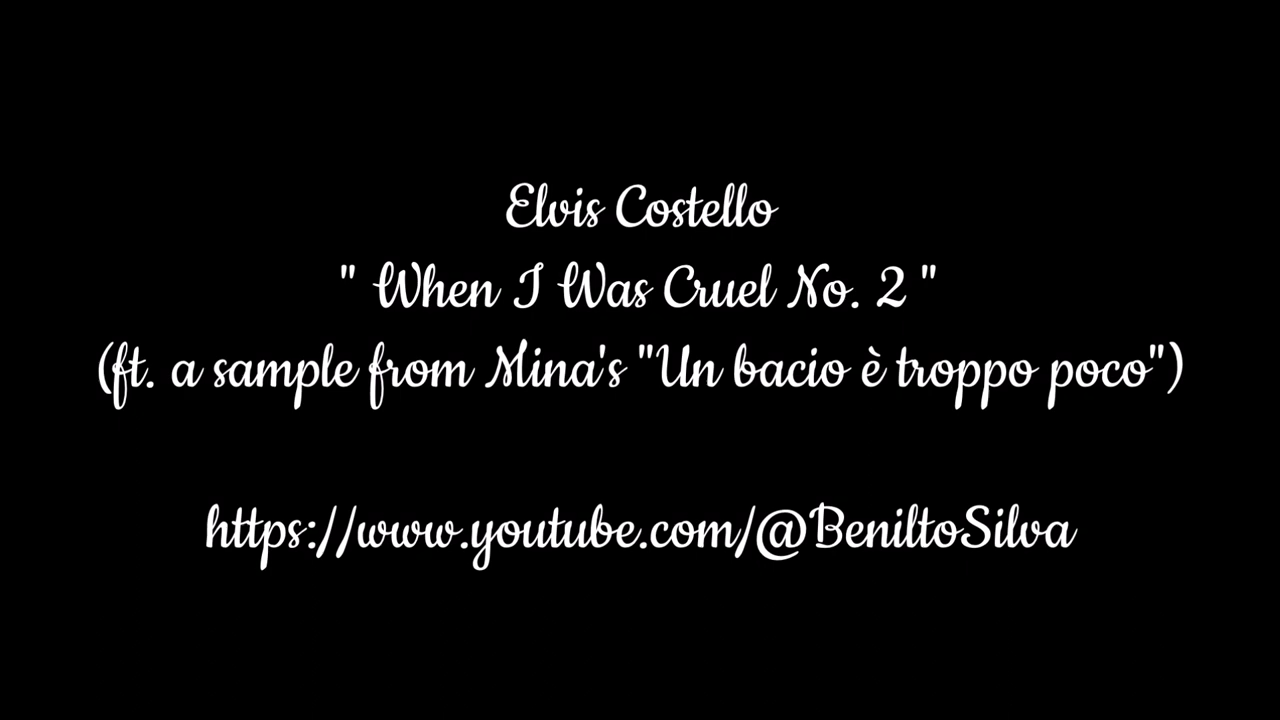 Elvis Costello
" When I Was Cruel No. 2 "
(ft. a sample from Mina's "Un bacio è troppo poco")
https://www.youtube.com/@BeniltoSilva